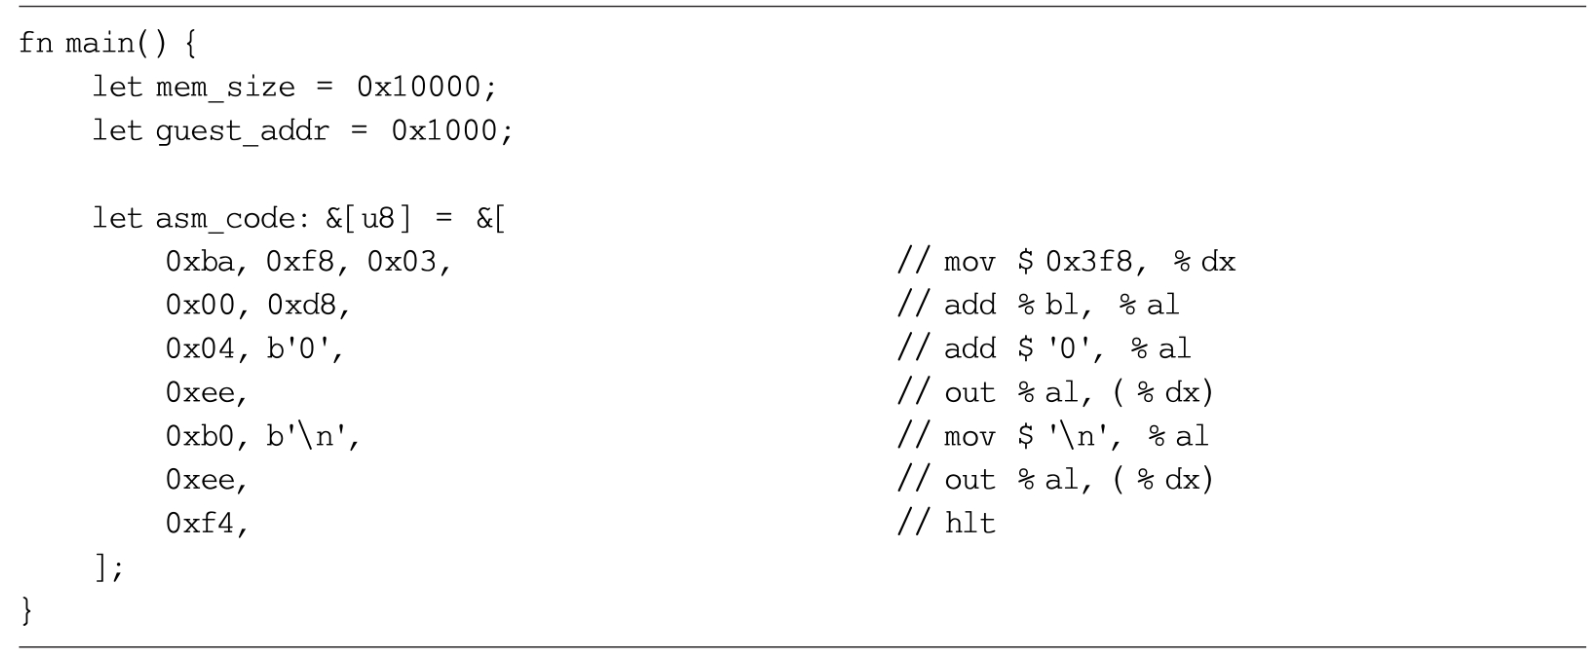 fn main() {
let mem_size = 0x10000;
let guest_addr = 0x1000;
let asm_code: &[u8] = &[
0xba, 0xf8, 0x03, // mov $ 0x3f8, % dx
0x00, 0xd8, // add % bl, % al
0x04, b'0', // add $ '0', % al
0xee, // out % al, ( % dx)
0xb0, b'\n', // mov $ '\n', % al
0xee, // out % al, ( % dx)
0xf4, // hlt
];
}